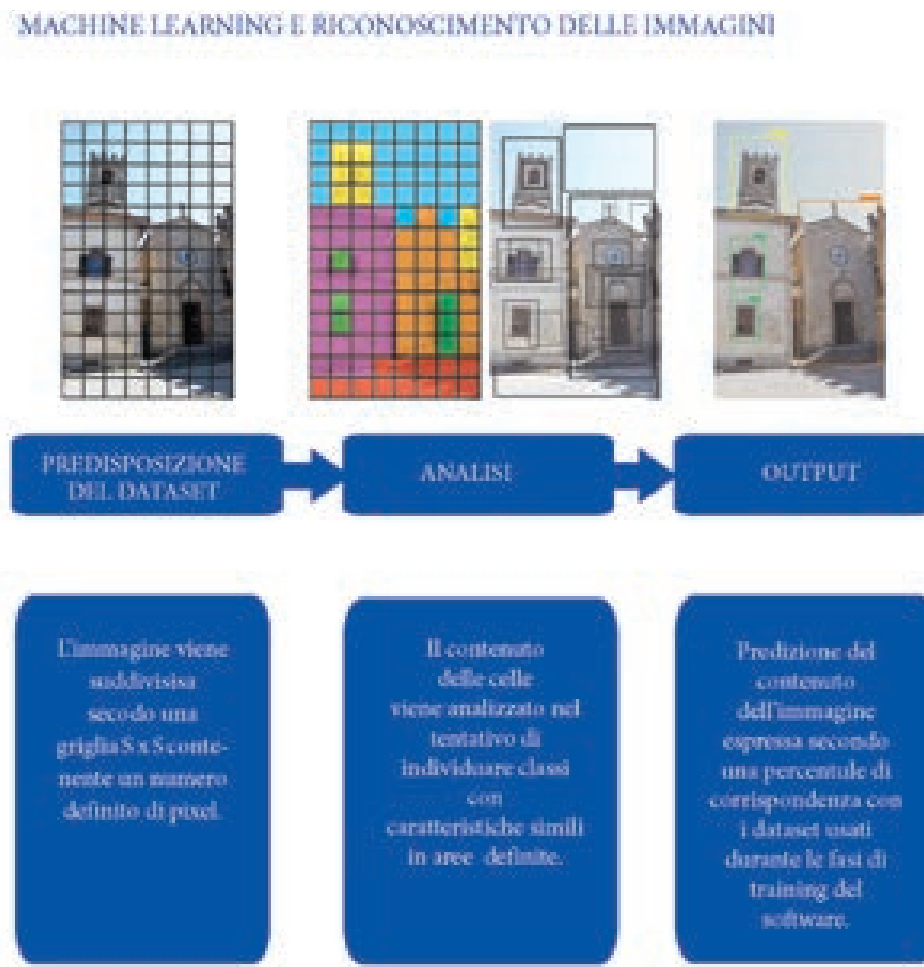 MACHINE LEARNING E RICONOSCIMENTO DELLE IMMAGINI
PREDISPOSIZIONE
DEL DATASET
ANALISI
OUTPUT
L'immagine viene
suddivisisa
secodo una
griglia S x S conte-
nente un numero
definito di pixel.
Il contenuto
delle celle
viene analizzato nel
tentativo di
individuare classi
con
caratteristiche simili
in aree definite.
Predizione del
contenuto
dell'immagine
espressa secondo
una percentule di
corrispondenza con
i dataset usati
durante le fasi di
training del
software.